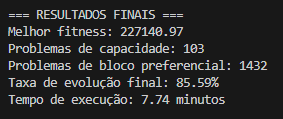 === RESULTADOS FINAIS ===
Melhor fitness: 227140.97
Problemas de capacidade: 103
Problemas de bloco preferencial: 1432
Taxa de evolução final: 85.59%
Tempo de execução: 7.74 minutos